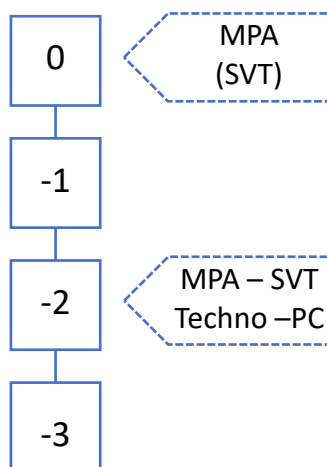 0
MPA
(SVT)
-1
-2
MPA – SVT
Techno –PC
-3